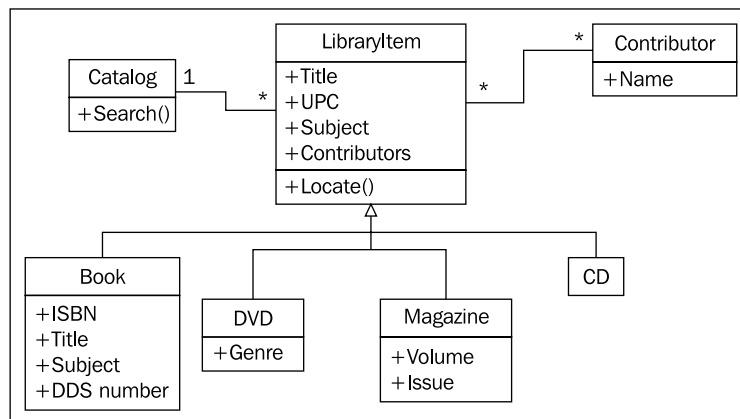 LibraryItem
+Title
+UPC
+Subject
+Contributors
+Locate()
Catalog
+Search()
1
*
*
*
Contributor
+Name
Book
+ISBN
+Title
+Subject
+DDS number
DVD
+Genre
Magazine
+Volume
+Issue
CD